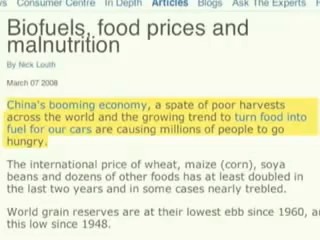 Consumer Centre In Depth Articles Blogs Ask The Experts
Biofuels, food prices and
malnutrition
By Nick Louth
March 07 2008
China's booming economy, a spate of poor harvests
across the world and the growing trend to turn food into
fuel for our cars are causing millions of people to go
hungry.
The international price of wheat, maize (corn), soya
beans and dozens of other foods has at least doubled in
the last two years and in some cases nearly trebled.
World grain reserves are at their lowest ebb since 1960, a
this low since 1948.